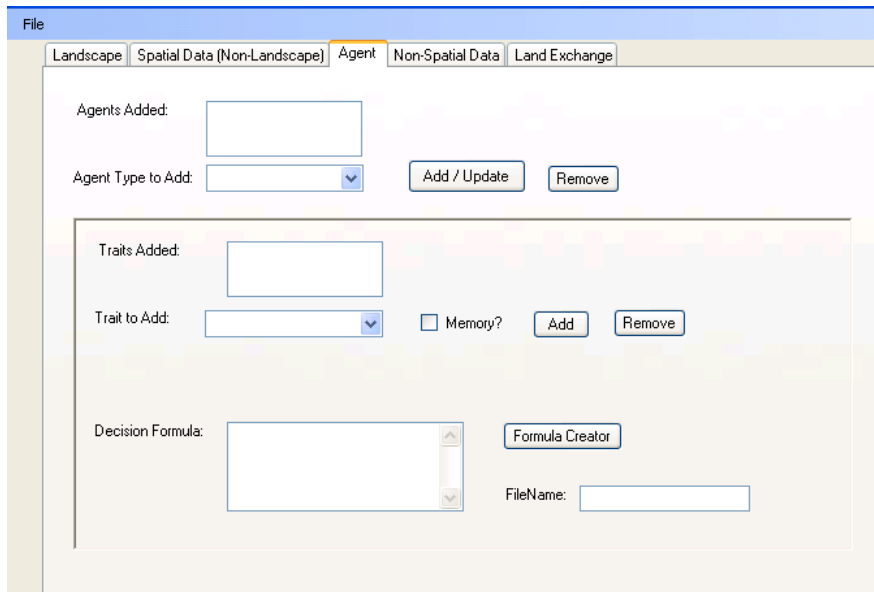 File
Landscape Spatial Data (Non-Landscape) Agent Non-Spatial Data Land Exchange
Agents Added:
Agent Type to Add: Add / Update Remove
Traits Added:
Trait to Add: Memory? Add Remove
Decision Formula: Formula Creator
FileName: